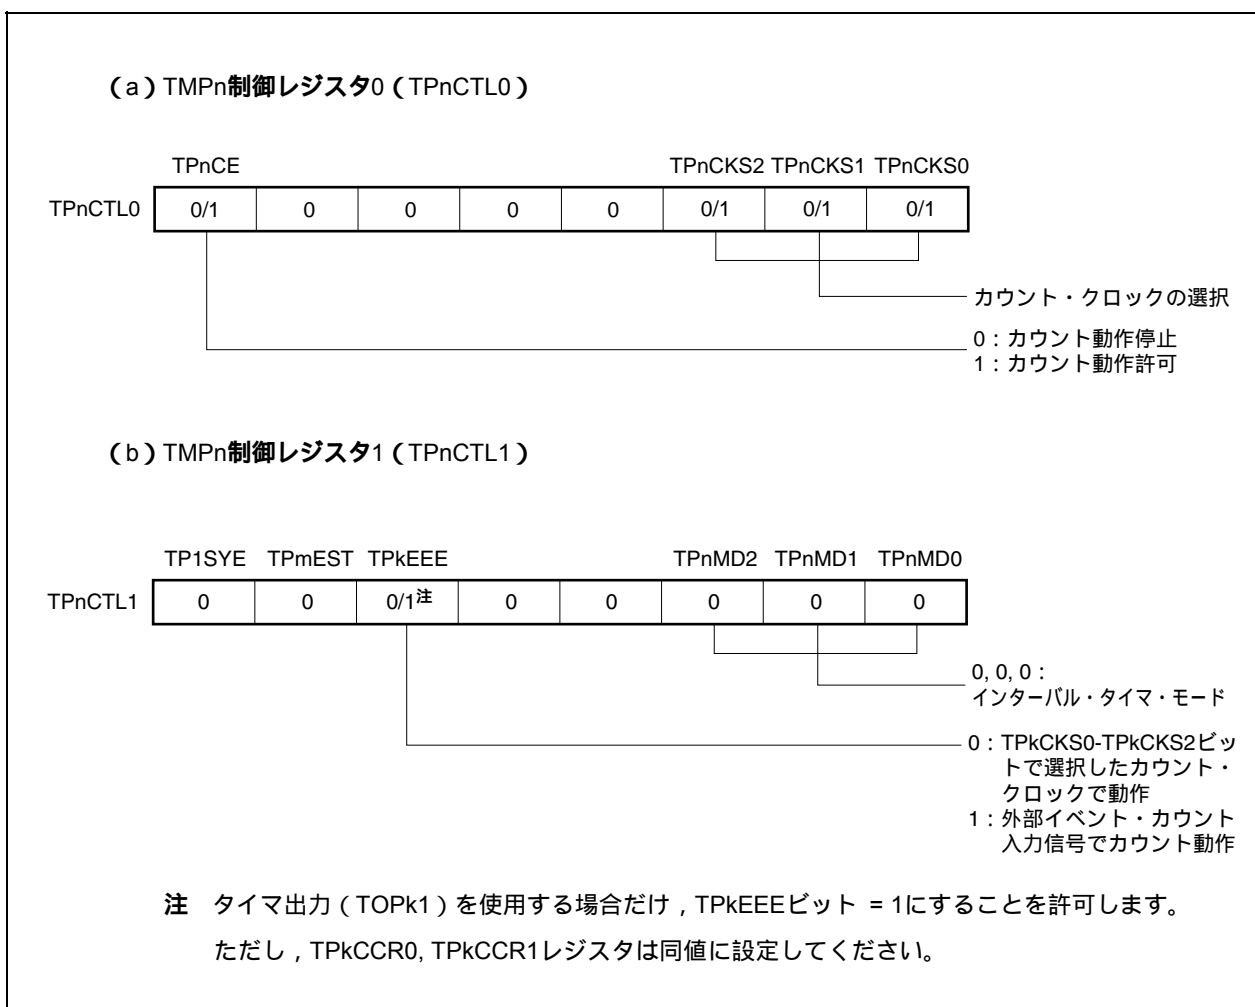 （a）TMPn制御レジスタ0（TPnCTL0）
TPnCE TPnCKS2 TPnCKS1 TPnCKS0
TPnCTL0 0/1 0 0 0 0 0/1 0/1 0/1
カウント・クロックの選択
0：カウント動作停止
1：カウント動作許可
（b）TMPn制御レジスタ1（TPnCTL1）
TP1SYE TPmEST TPkEEE TPnMD2 TPnMD1 TPnMD0
TPnCTL1 0 0 0/1注 0 0 0 0 0
0, 0, 0：
インターバル・タイマ・モード
0：TPkCKS0-TPkCKS2ビッ
トで選択したカウント・
クロックで動作
1：外部イベント・カウント
入力信号でカウント動作
注 タイマ出力（TOPk1）を使用する場合だけ，TPkEEEビット = 1にすることを許可します。
ただし，TPkCCR0, TPkCCR1レジスタは同値に設定してください。